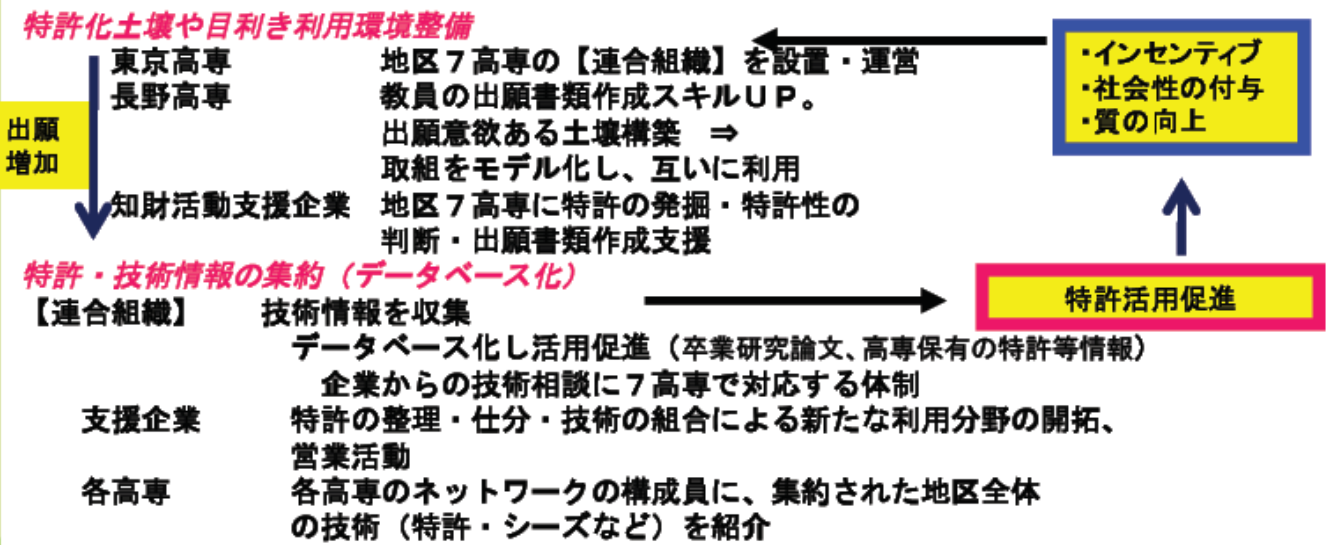 特許化土壌や目利き利用環境整備
東京高専 地区７高専の【連合組織】を設置・運営
長野高専 教員の出願書類作成スキルＵＰ。
出願意欲ある土壌構築 ⇒
取組をモデル化し、互いに利用
知財活動支援企業 地区７高専に特許の発掘・特許性の
判断・出願書類作成支援
出願
増加
・インセンティブ
・社会性の付与
・質の向上
特許・技術情報の集約（データベース化）
特許活用促進
【連合組織】 技術情報を収集
データベース化し活用促進（卒業研究論文、高専保有の特許等情報）
企業からの技術相談に７高専で対応する体制
支援企業 特許の整理・仕分・技術の組合による新たな利用分野の開拓、
営業活動
各高専 各高専のネットワークの構成員に、集約された地区全体
の技術（特許・シーズなど）を紹介